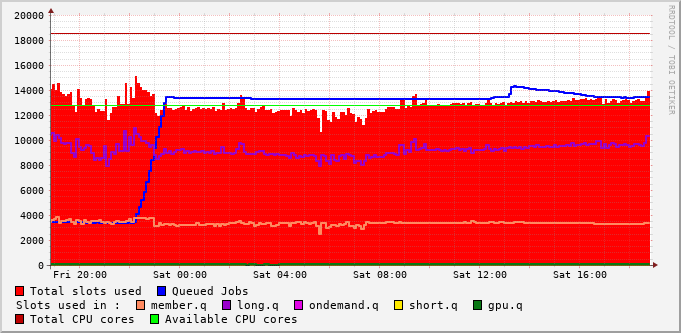 20000
18000
16000
14000
12000
10000
8000
6000
4000
2000
0
Fri 20:00 Sat 00:00 Sat 04:00 Sat 08:00 Sat 12:00 Sat 16:00
RRDTOOL / TOBI OETIKER
Total slots used Queued Jobs
Slots used in : member.q long.q ondemand.q short.q gpu.q
Total CPU cores Available CPU cores